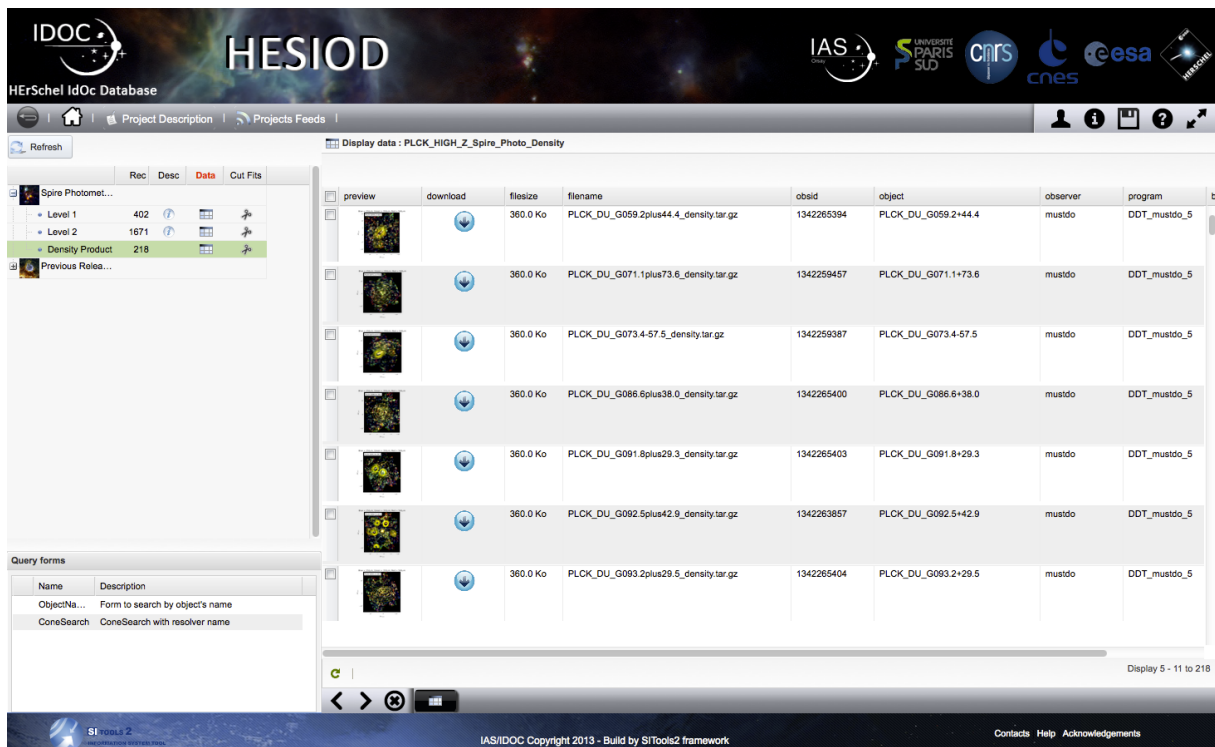 IDOC
HErSchel IdOc Database
HESIOD
IAS
Orsay
UNIVERSITÉ
PARIS
SUD
cnrs
cnes
esa
HERSCHEL
Project Description
Projects Feeds
Refresh
Display data : PLCK_HIGH_Z_Spire_Photo_Density
Rec Desc Data Cut Fits
Spire Photomet...
Level 1 402
Level 2 1671
Density Product 218
Previous Relea...
preview download filesize filename obsid object observer program
360.0 Ko PLCK_DU_G059.2plus44.4_density.tar.gz 1342265394 PLCK_DU_G059.2+44.4 mustdo DDT_mustdo_5
360.0 Ko PLCK_DU_G071.1plus73.6_density.tar.gz 1342259457 PLCK_DU_G071.1+73.6 mustdo DDT_mustdo_5
360.0 Ko PLCK_DU_G073.4-57.5_density.tar.gz 1342259387 PLCK_DU_G073.4-57.5 mustdo DDT_mustdo_5
360.0 Ko PLCK_DU_G086.6plus38.0_density.tar.gz 1342265400 PLCK_DU_G086.6+38.0 mustdo DDT_mustdo_5
360.0 Ko PLCK_DU_G091.8plus29.3_density.tar.gz 1342265403 PLCK_DU_G091.8+29.3 mustdo DDT_mustdo_5
360.0 Ko PLCK_DU_G092.5plus42.9_density.tar.gz 1342263857 PLCK_DU_G092.5+42.9 mustdo DDT_mustdo_5
360.0 Ko PLCK_DU_G093.2plus29.5_density.tar.gz 1342265404 PLCK_DU_G093.2+29.5 mustdo DDT_mustdo_5
Query forms
Name Description
ObjectNa... Form to search by object's name
ConeSearch ConeSearch with resolver name
Display 5 - 11 to 218
SI TOOLS 2
INFORMATION SYSTEM TOOL
IAS/IDOC Copyright 2013 - Build by SITools2 framework
Contacts Help Acknowledgements